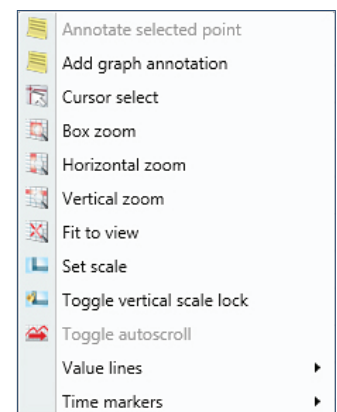 Annotate selected point
Add graph annotation
Cursor select
Box zoom
Horizontal zoom
Vertical zoom
Fit to view
Set scale
Toggle vertical scale lock
Toggle autoscroll
Value lines
Time markers